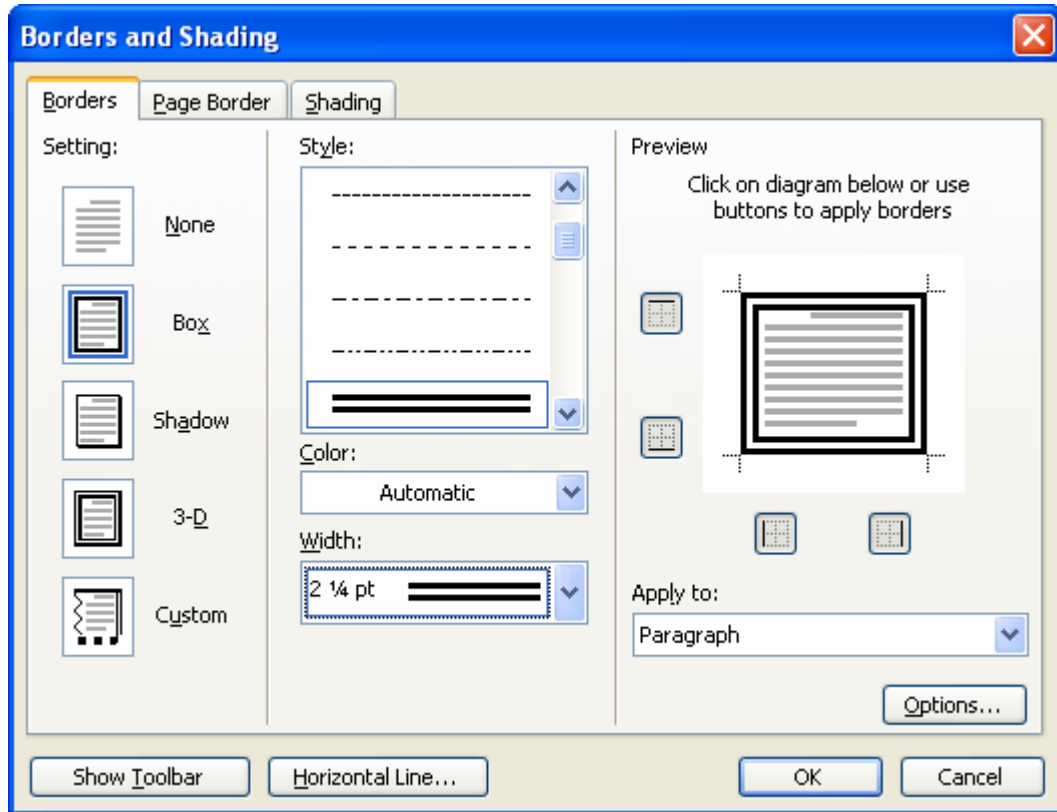 Borders and Shading
Borders
Page Border
Shading
Setting:
None
Box
Shadow
3-D
Custom
Style:
Color:
Automatic
Width:
2 ¼ pt
Preview
Click on diagram below or use
buttons to apply borders
Apply to:
Paragraph
Options...
Show Toolbar
Horizontal Line...
OK
Cancel